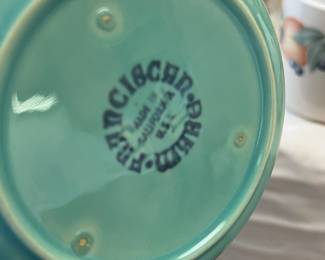 FRANCISCAN · WARE ·
MADE IN
CALIFORNIA
U.S.A.